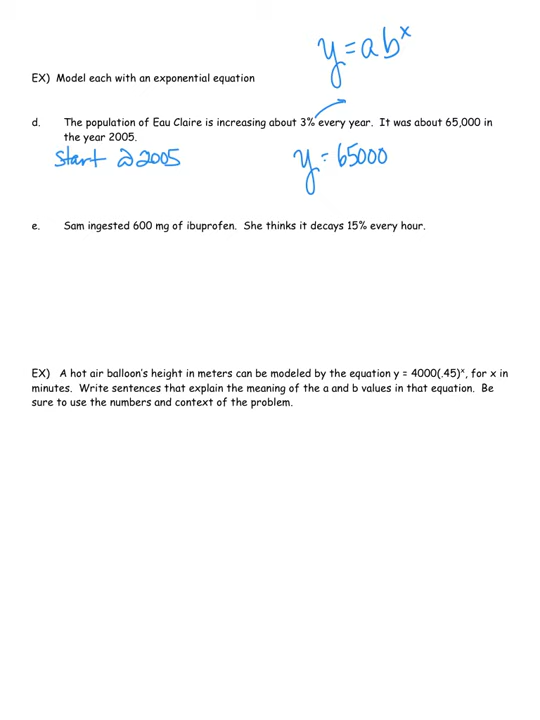 y = ab^x
EX) Model each with an exponential equation
d. The population of Eau Claire is increasing about 3% every year. It was about 65,000 in
the year 2005.
Start @ 2005
y = 65000
e. Sam ingested 600 mg of ibuprofen. She thinks it decays 15% every hour.
EX) A hot air balloon's height in meters can be modeled by the equation y = 4000(.45)^x, for x in
minutes. Write sentences that explain the meaning of the a and b values in that equation. Be
sure to use the numbers and context of the problem.